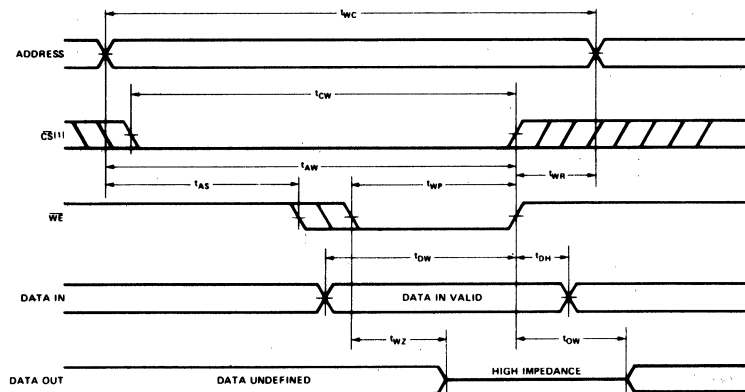 tWC
ADDRESS
tCW
CS[1]
tAW
tWR
tAS
tWP
WE
tDW
tDH
DATA IN
DATA IN VALID
tWZ
tOW
DATA OUT
DATA UNDEFINED
HIGH IMPEDANCE